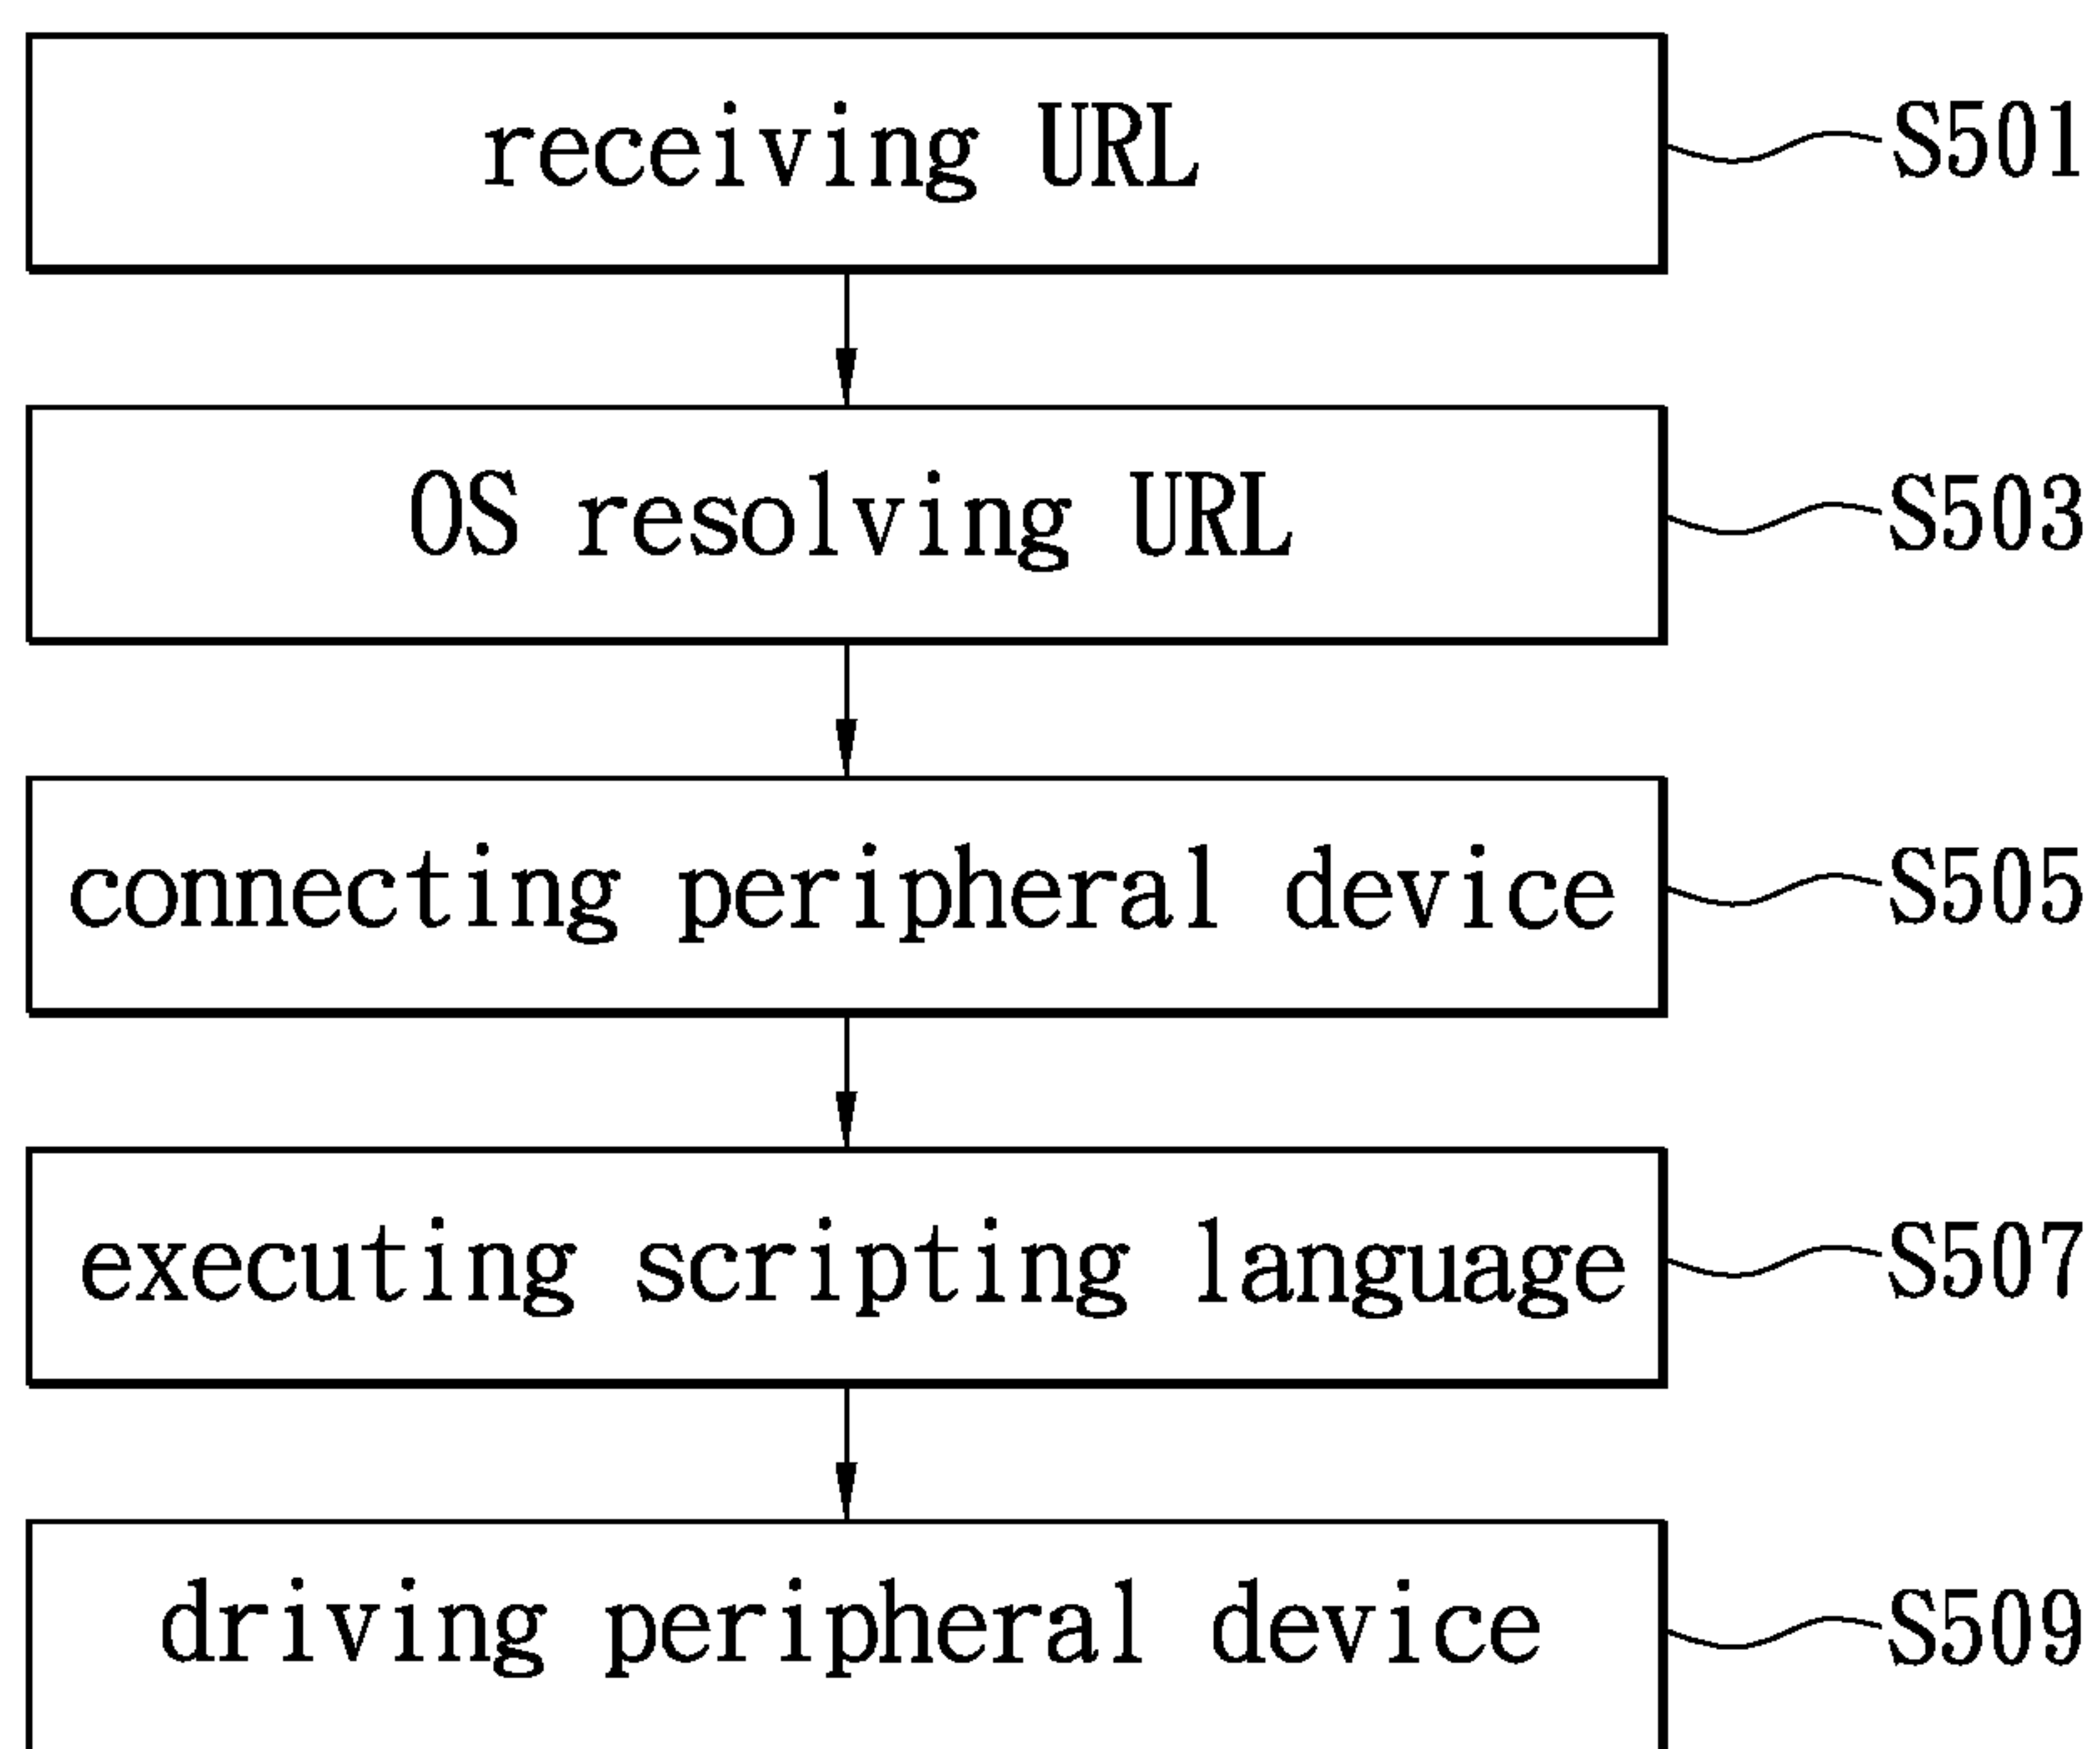 receiving URL
S501
OS resolving URL
S503
connecting peripheral device
S505
executing scripting language
S507
driving peripheral device
S509